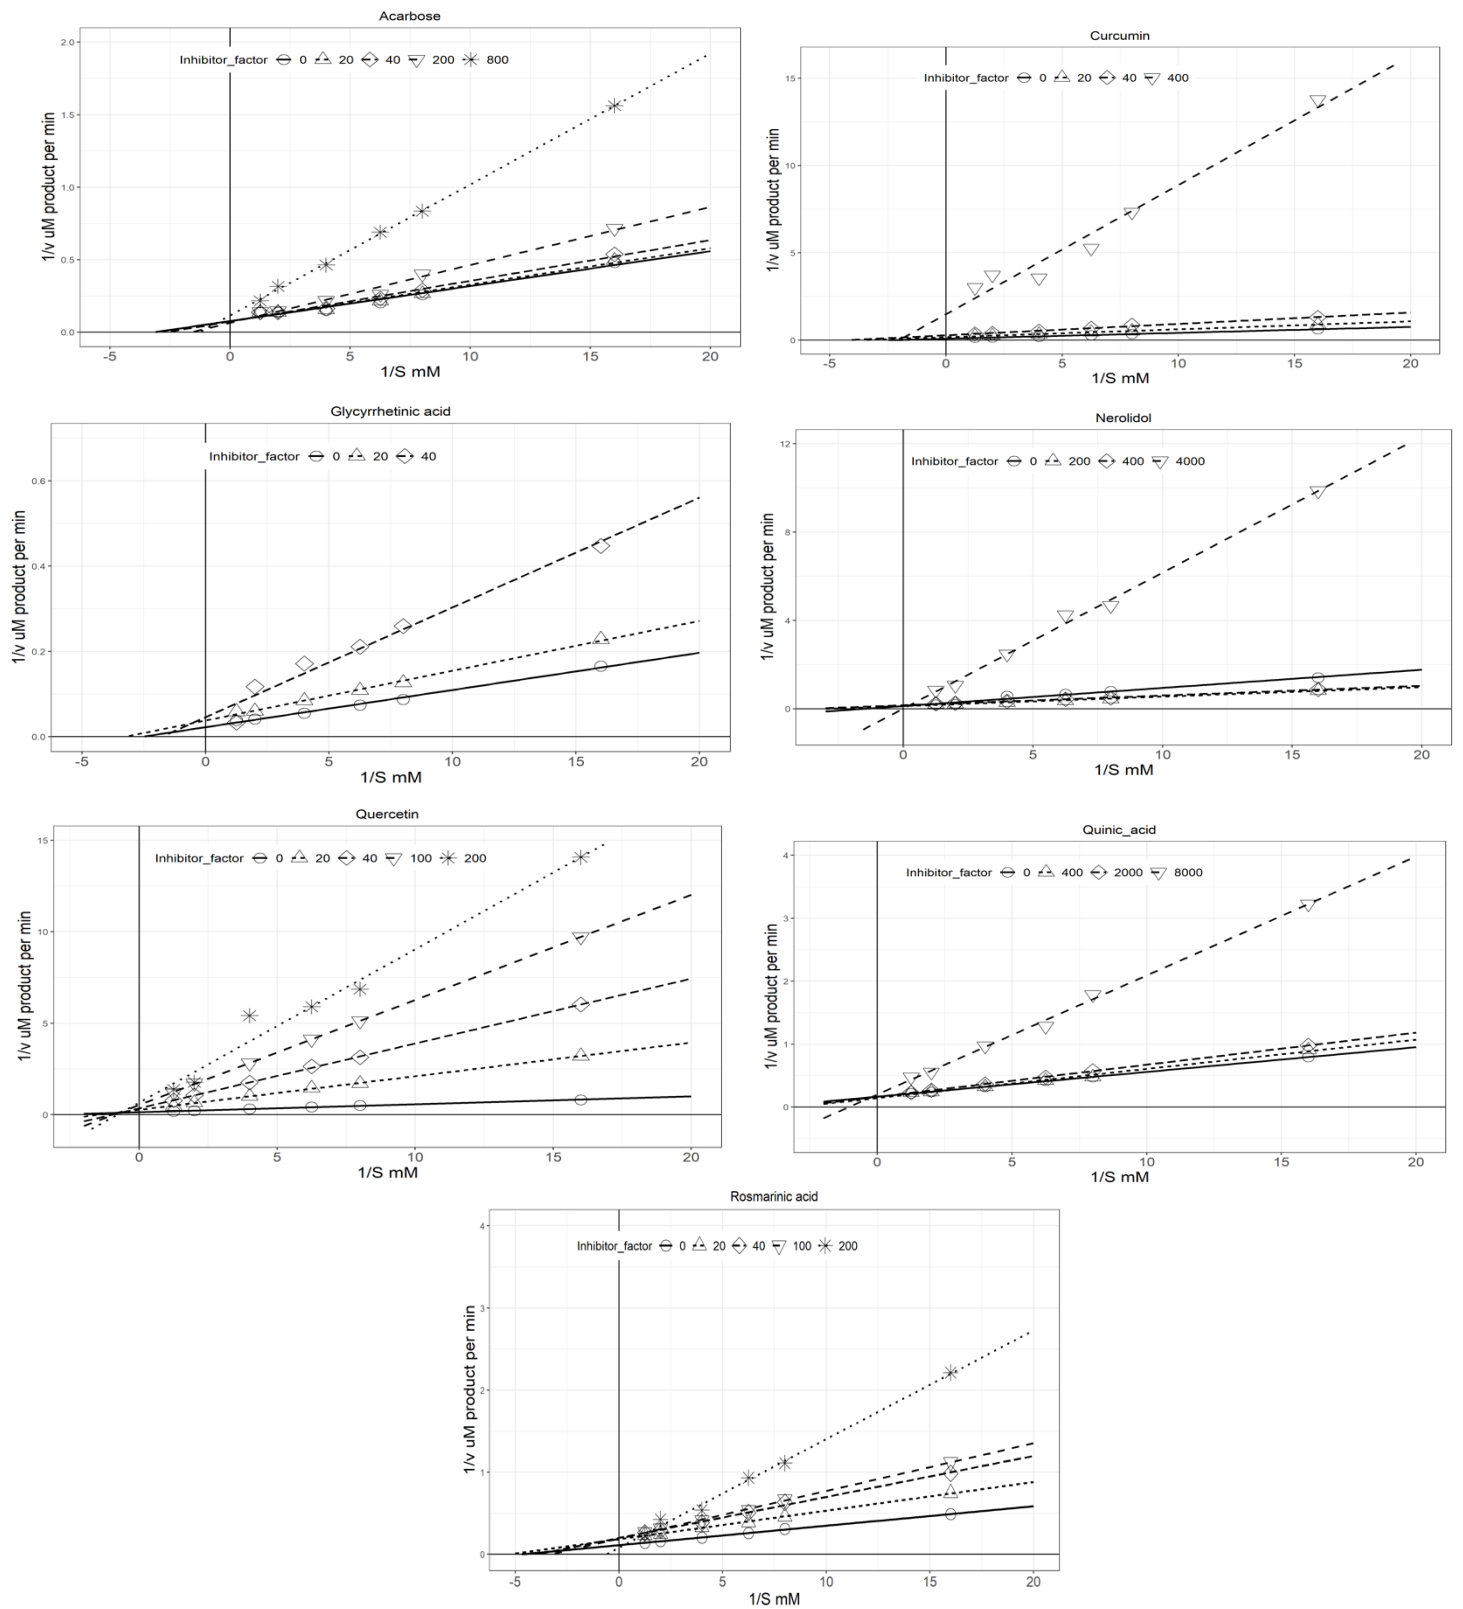 Acarbose
Inhibitor_factor 0 20 40 200 800
2.0
1.5
1.0
0.5
0.0
1/v uM product per min
-5 0 5 10 15 20
1/S mM
Curcumin
Inhibitor_factor 0 20 40 400
15
10
5
0
1/v uM product per min
-5 0 5 10 15 20
1/S mM
Glycyrrhetinic acid
Inhibitor_factor 0 20 40
0.6
0.4
0.2
0.0
1/v uM product per min
-5 0 5 10 15 20
1/S mM
Nerolidol
Inhibitor_factor 0 200 400 4000
12
8
4
0
1/v uM product per min
0 5 10 15 20
1/S mM
Quercetin
Inhibitor_factor 0 20 40 100 200
15
10
5
0
1/v uM product per min
0 5 10 15 20
1/S mM
Quinic_acid
Inhibitor_factor 0 400 2000 8000
4
3
2
1
0
1/v uM product per min
0 5 10 15 20
1/S mM
Rosmarinic acid
Inhibitor_factor 0 20 40 100 200
4
3
2
1
0
1/v uM product per min
-5 0 5 10 15 20
1/S mM